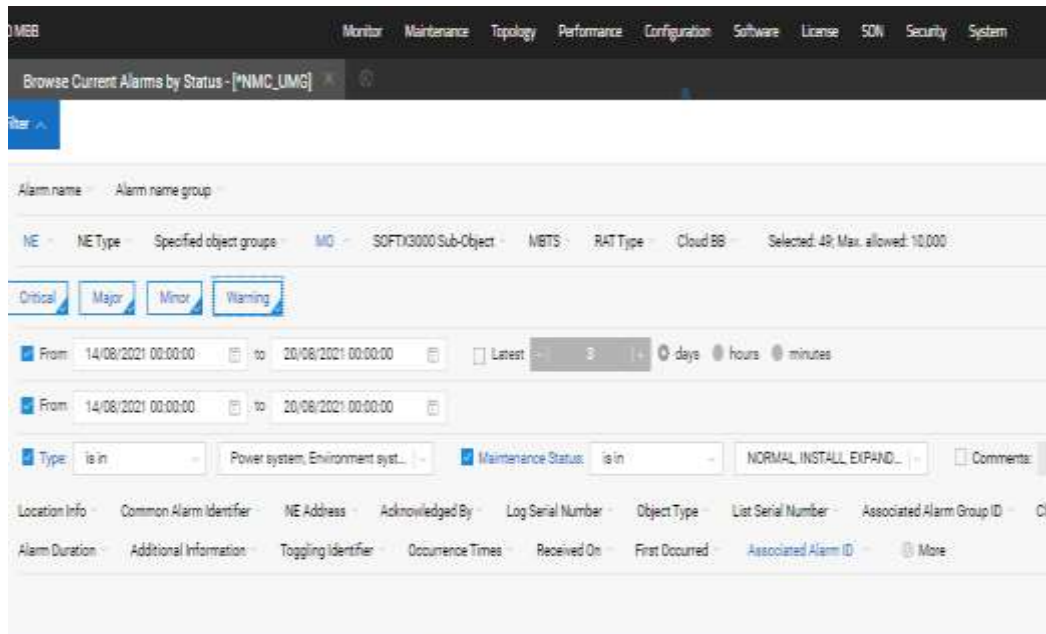 MBB Monitor Maintenance Topology Performance Configuration Software License SON Security System
Browse Current Alarms by Status - [*NMC_UMG]
Filter
Alarm name Alarm name group
NE NE Type Specified object groups MO SOFTX3000 Sub-Object MBTS RAT Type Cloud BB Selected: 49; Max. allowed: 10,000
Critical Major Minor Warning
From 14/08/2021 00:00:00 to 20/08/2021 00:00:00 Latest 3 days hours minutes
From 14/08/2021 00:00:00 to 20/08/2021 00:00:00
Type: is in Power system, Environment syst... Maintenance Status: is in NORMAL, INSTALL, EXPAND... Comments:
Location Info Common Alarm Identifier NE Address Acknowledged By Log Serial Number Object Type List Serial Number Associated Alarm Group ID
Alarm Duration Additional Information Toggling Identifier Occurrence Times Received On First Occurred Associated Alarm ID More